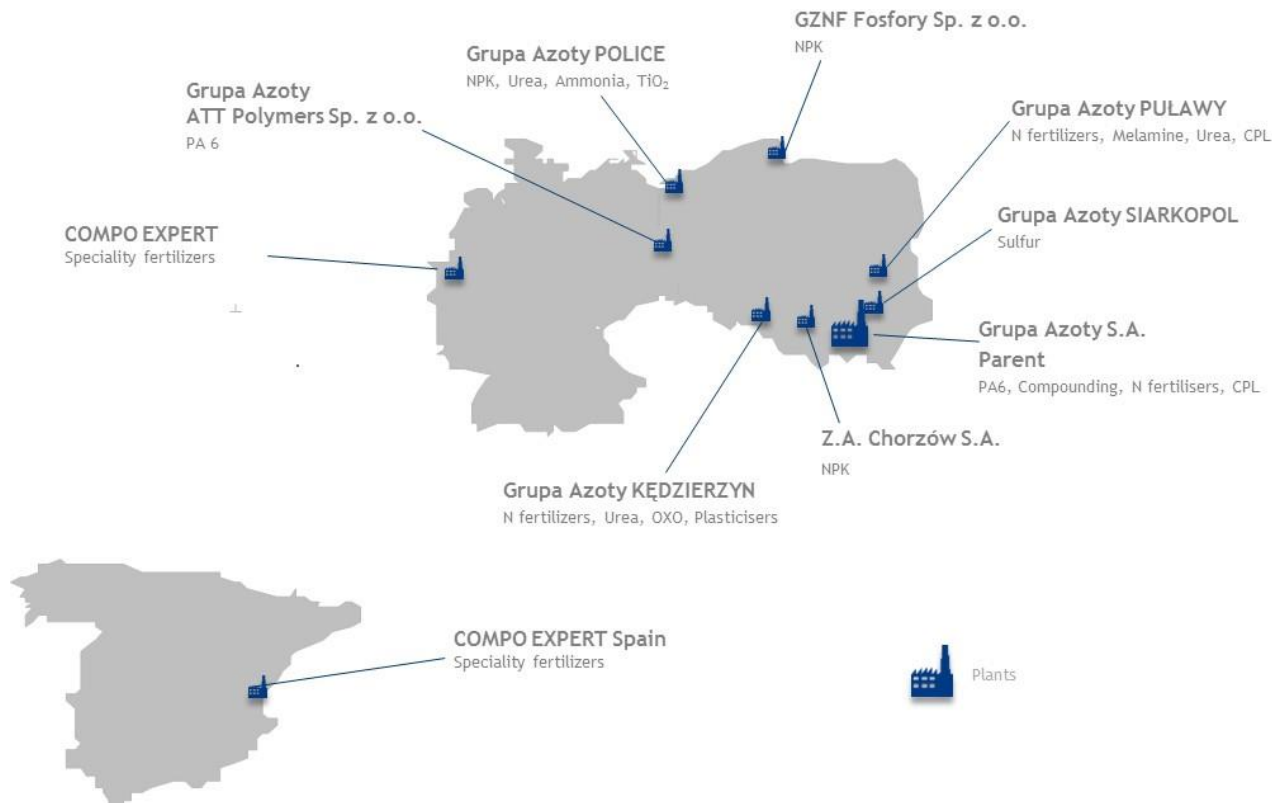 GZNF Fosfory Sp. z o.o.
NPK
Grupa Azoty POLICE
NPK, Urea, Ammonia, TiO₂
Grupa Azoty
ATT Polymers Sp. z o.o.
PA 6
Grupa Azoty PUŁAWY
N fertilizers, Melamine, Urea, CPL
Grupa Azoty SIARKOPOL
Sulfur
COMPO EXPERT
Speciality fertilizers
Grupa Azoty S.A.
Parent
PA6, Compounding, N fertilisers, CPL
Z.A. Chorzów S.A.
NPK
Grupa Azoty KĘDZIERZYN
N fertilizers, Urea, OXO, Plasticisers
COMPO EXPERT Spain
Speciality fertilizers
Plants